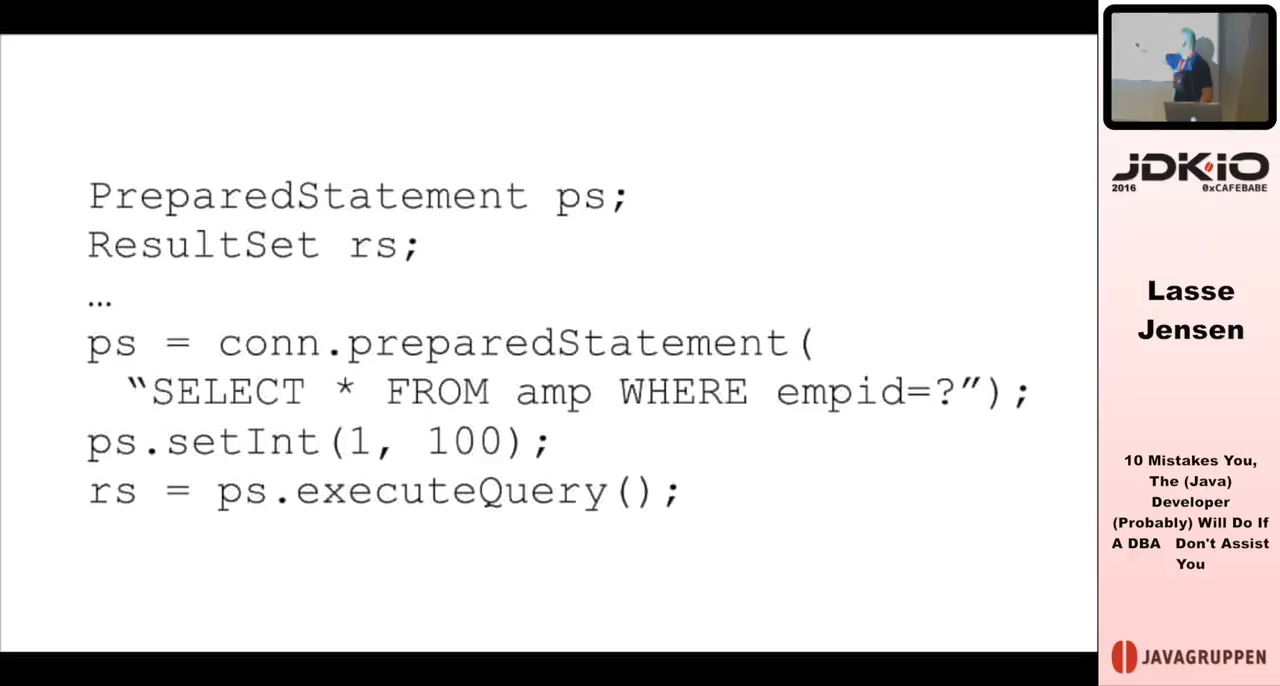 PreparedStatement ps;
ResultSet rs;
…
ps = conn.preparedStatement(
“SELECT * FROM amp WHERE empid=?”);
ps.setInt(1, 100);
rs = ps.executeQuery();
JDK.IO
2016 0xCAFEBABE
Lasse
Jensen
10 Mistakes You,
The (Java)
Developer
(Probably) Will Do If
A DBA Don't Assist
You
JAVAGRUPPEN